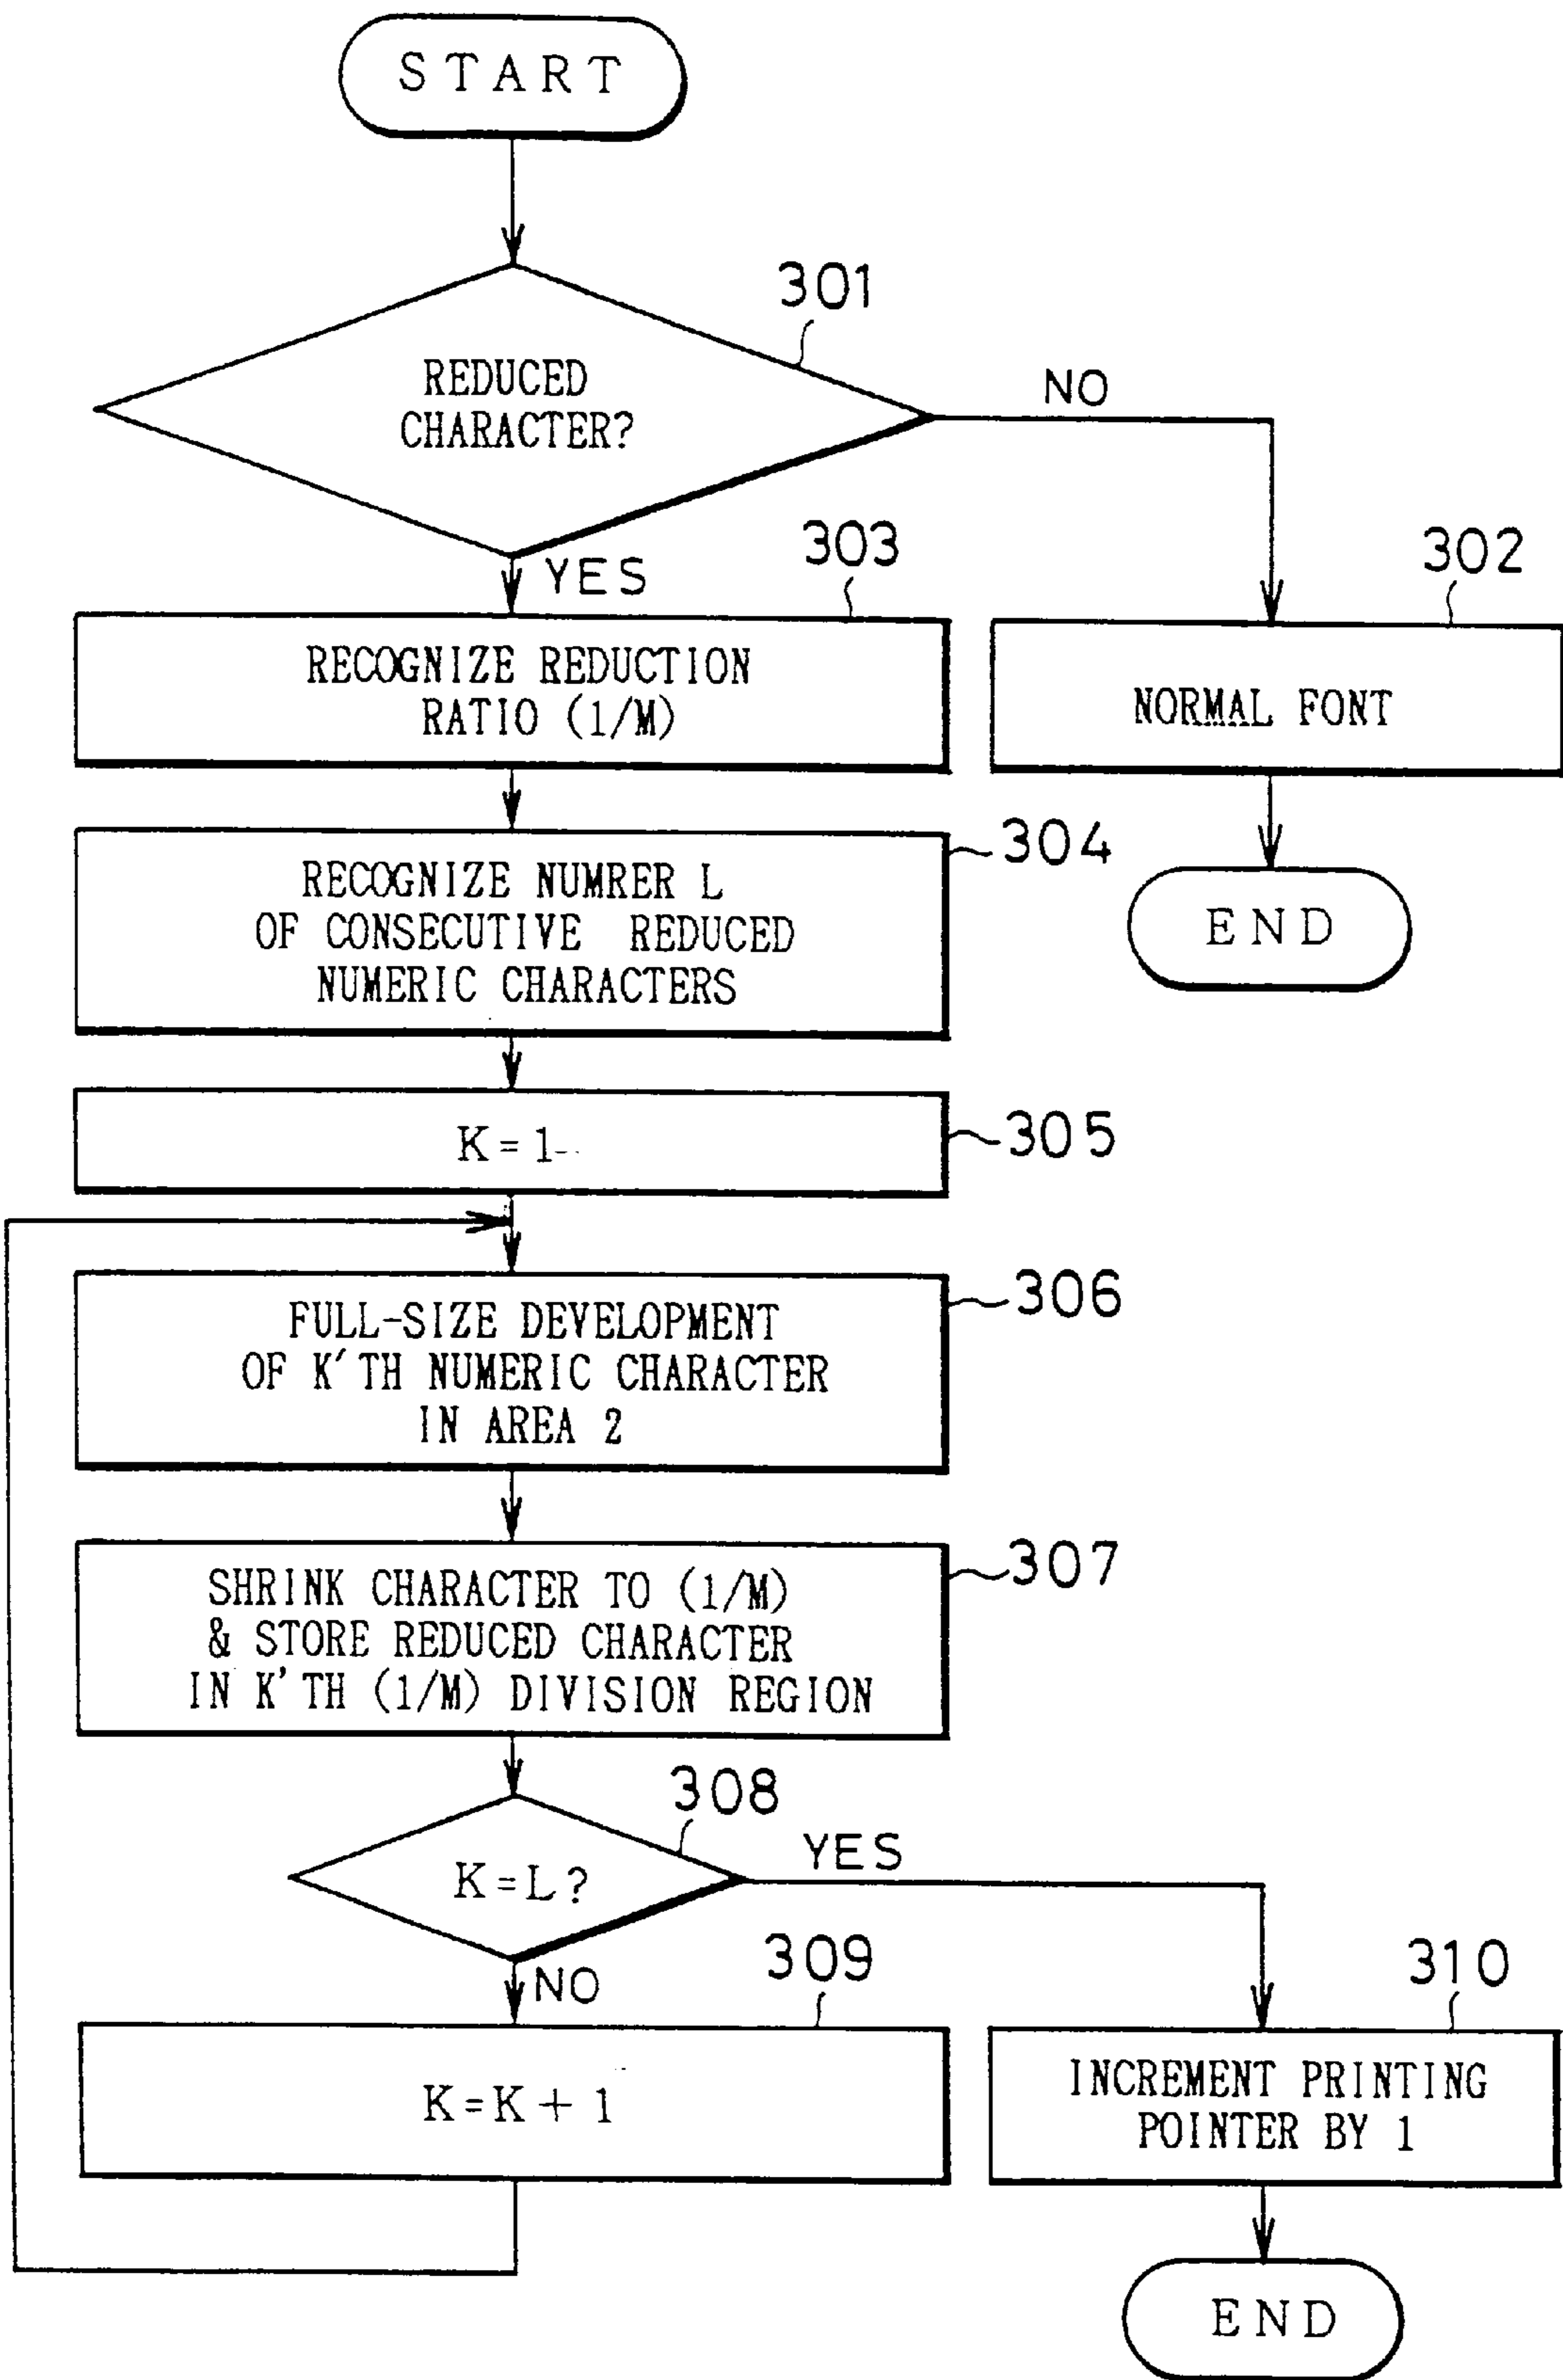 START
301
REDUCED
CHARACTER?
NO
YES
303
302
RECOGNIZE REDUCTION
RATIO (1/M)
NORMAL FONT
304
RECOGNIZE NUMRER L
OF CONSECUTIVE REDUCED
NUMERIC CHARACTERS
END
K=1
305
306
FULL-SIZE DEVELOPMENT
OF K'TH NUMERIC CHARACTER
IN AREA 2
307
SHRINK CHARACTER TO (1/M)
& STORE REDUCED CHARACTER
IN K'TH (1/M) DIVISION REGION
308
K=L?
YES
NO
309
310
K=K+1
INCREMENT PRINTING
POINTER BY 1
END